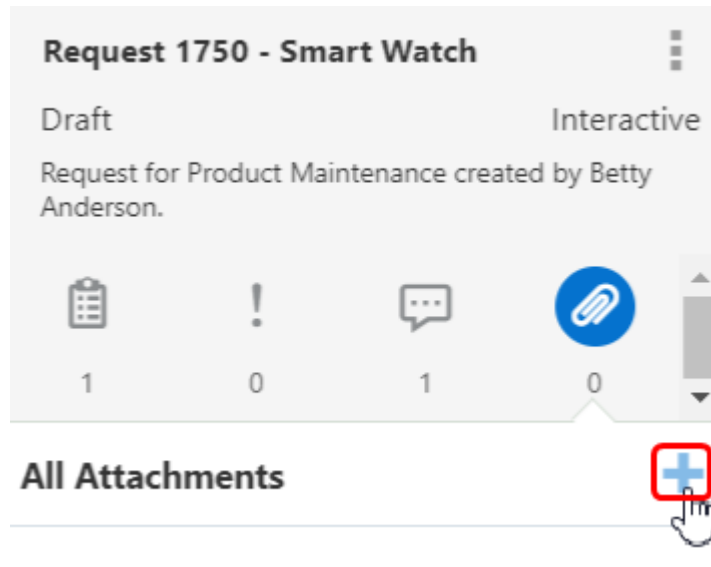 Request 1750 - Smart Watch
Draft Interactive
Request for Product Maintenance created by Betty
Anderson.
1 0 1 0
All Attachments